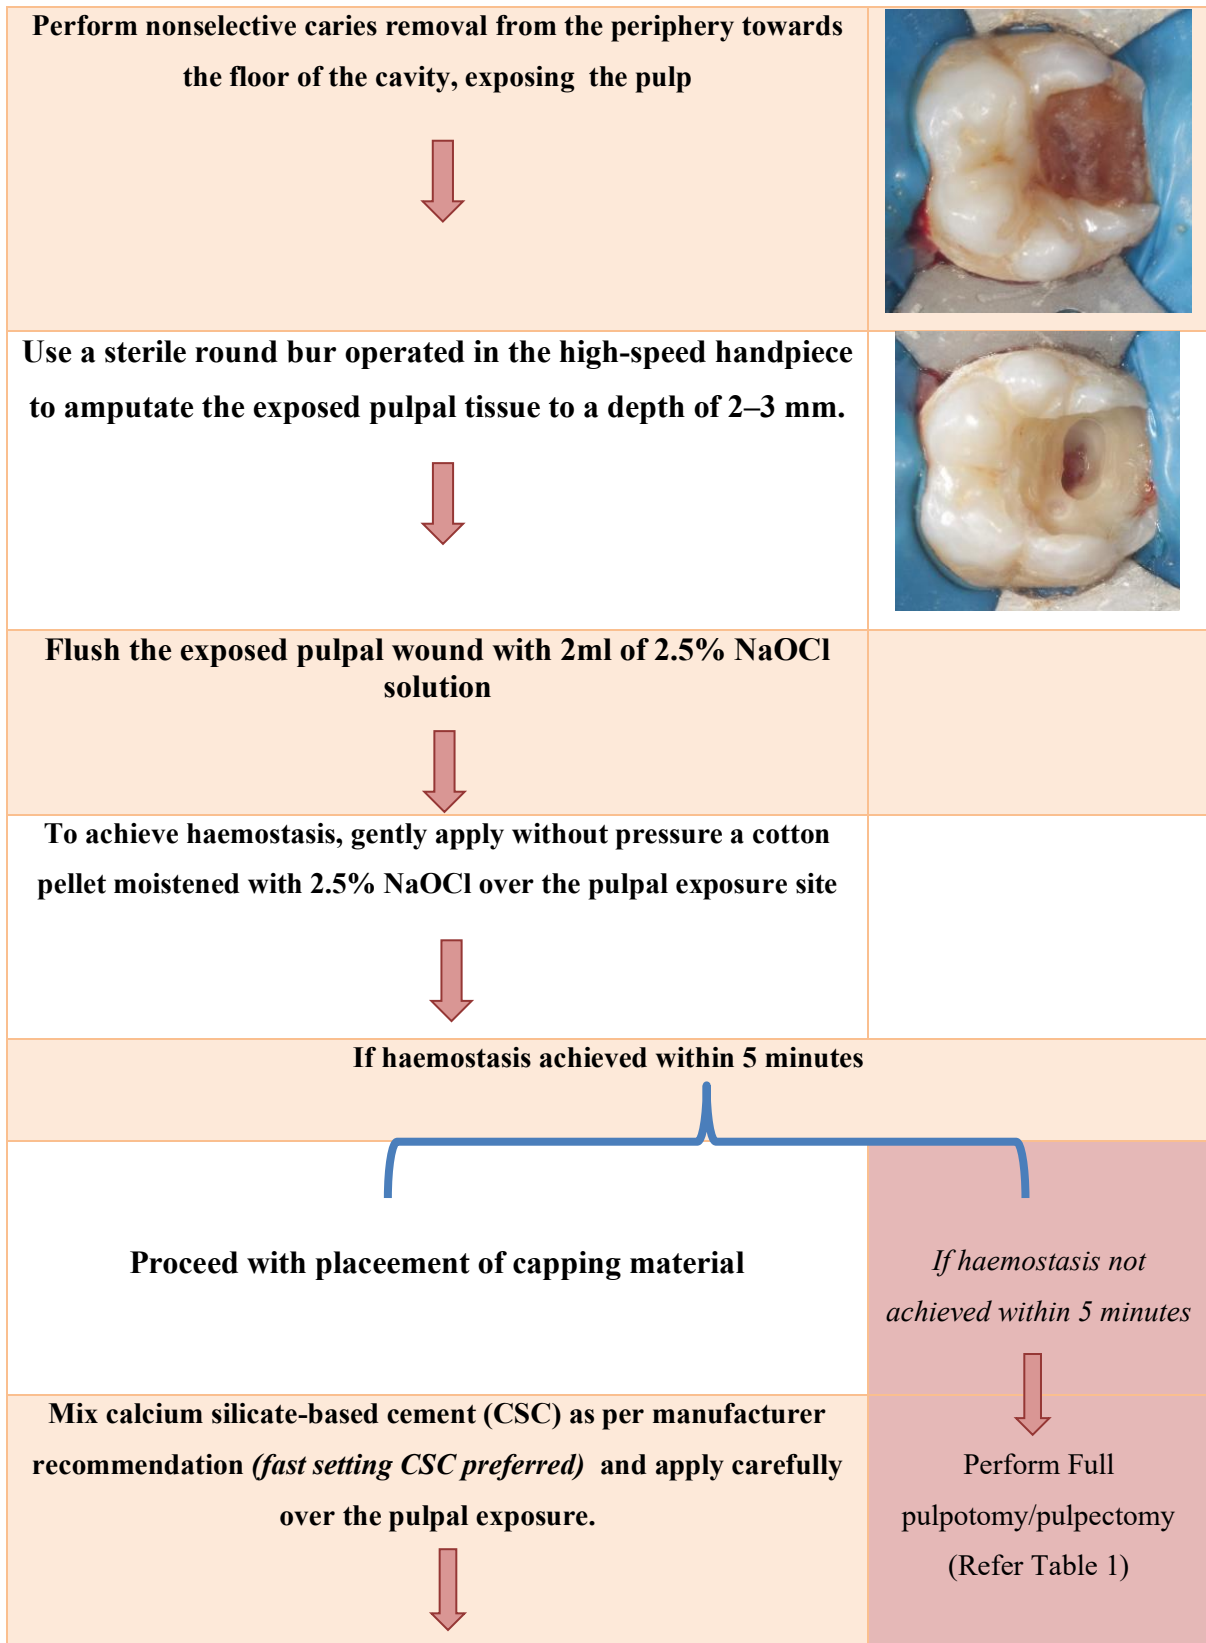 Perform nonselective caries removal from the periphery towards
the floor of the cavity, exposing the pulp
Use a sterile round bur operated in the high-speed handpiece
to amputate the exposed pulpal tissue to a depth of 2–3 mm.
Flush the exposed pulpal wound with 2ml of 2.5% NaOCl
solution
To achieve haemostasis, gently apply without pressure a cotton
pellet moistened with 2.5% NaOCl over the pulpal exposure site
If haemostasis achieved within 5 minutes
Proceed with placeement of capping material
If haemostasis not
achieved within 5 minutes
Mix calcium silicate-based cement (CSC) as per manufacturer
recommendation (fast setting CSC preferred) and apply carefully
over the pulpal exposure.
Perform Full
pulpotomy/pulpectomy
(Refer Table 1)